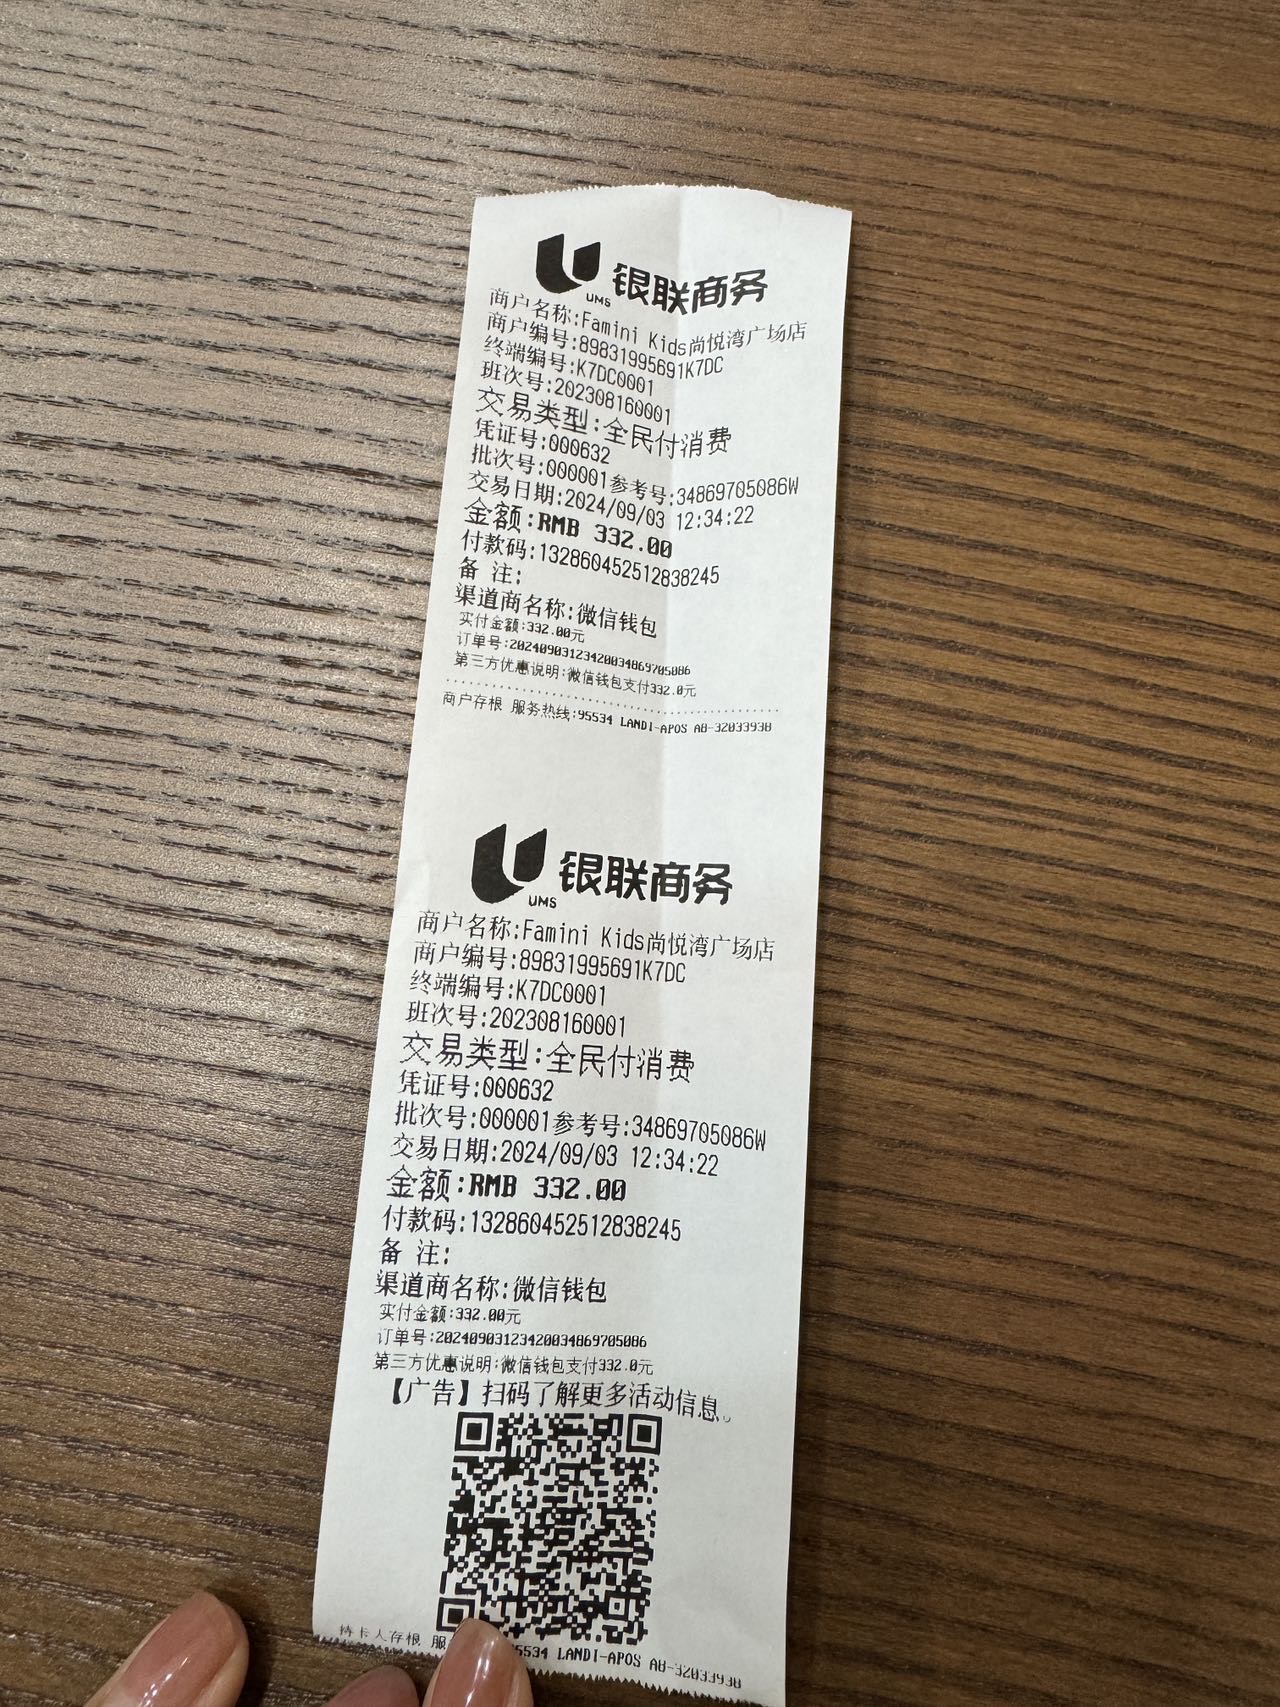 UMS 银联商务
商户名称:Famini Kids尚悦湾广场店
商户编号:89831995691K7DC
终端编号:K7DC0001
班次号:202308160001
交易类型:全民付消费
凭证号:000632
批次号:000001参考号:34869705086W
交易日期:2024/09/03 12:34:22
金额:RMB 332.00
付款码:132860452512838245
备 注:
渠道商名称:微信钱包
实付金额:332.00元
订单号:20240903123420034869705086
第三方优惠说明:微信钱包支付332.0元
商户存根 服务热线:95534 LANDI-APOS A8-32033938
UMS 银联商务
商户名称:Famini Kids尚悦湾广场店
商户编号:89831995691K7DC
终端编号:K7DC0001
班次号:202308160001
交易类型:全民付消费
凭证号:000632
批次号:000001参考号:34869705086W
交易日期:2024/09/03 12:34:22
金额:RMB 332.00
付款码:132860452512838245
备 注:
渠道商名称:微信钱包
实付金额:332.00元
订单号:20240903123420034869705086
第三方优惠说明:微信钱包支付332.0元
【广告】扫码了解更多活动信息。
持卡人存根 服 5534 LANDI-APOS A8-32033938